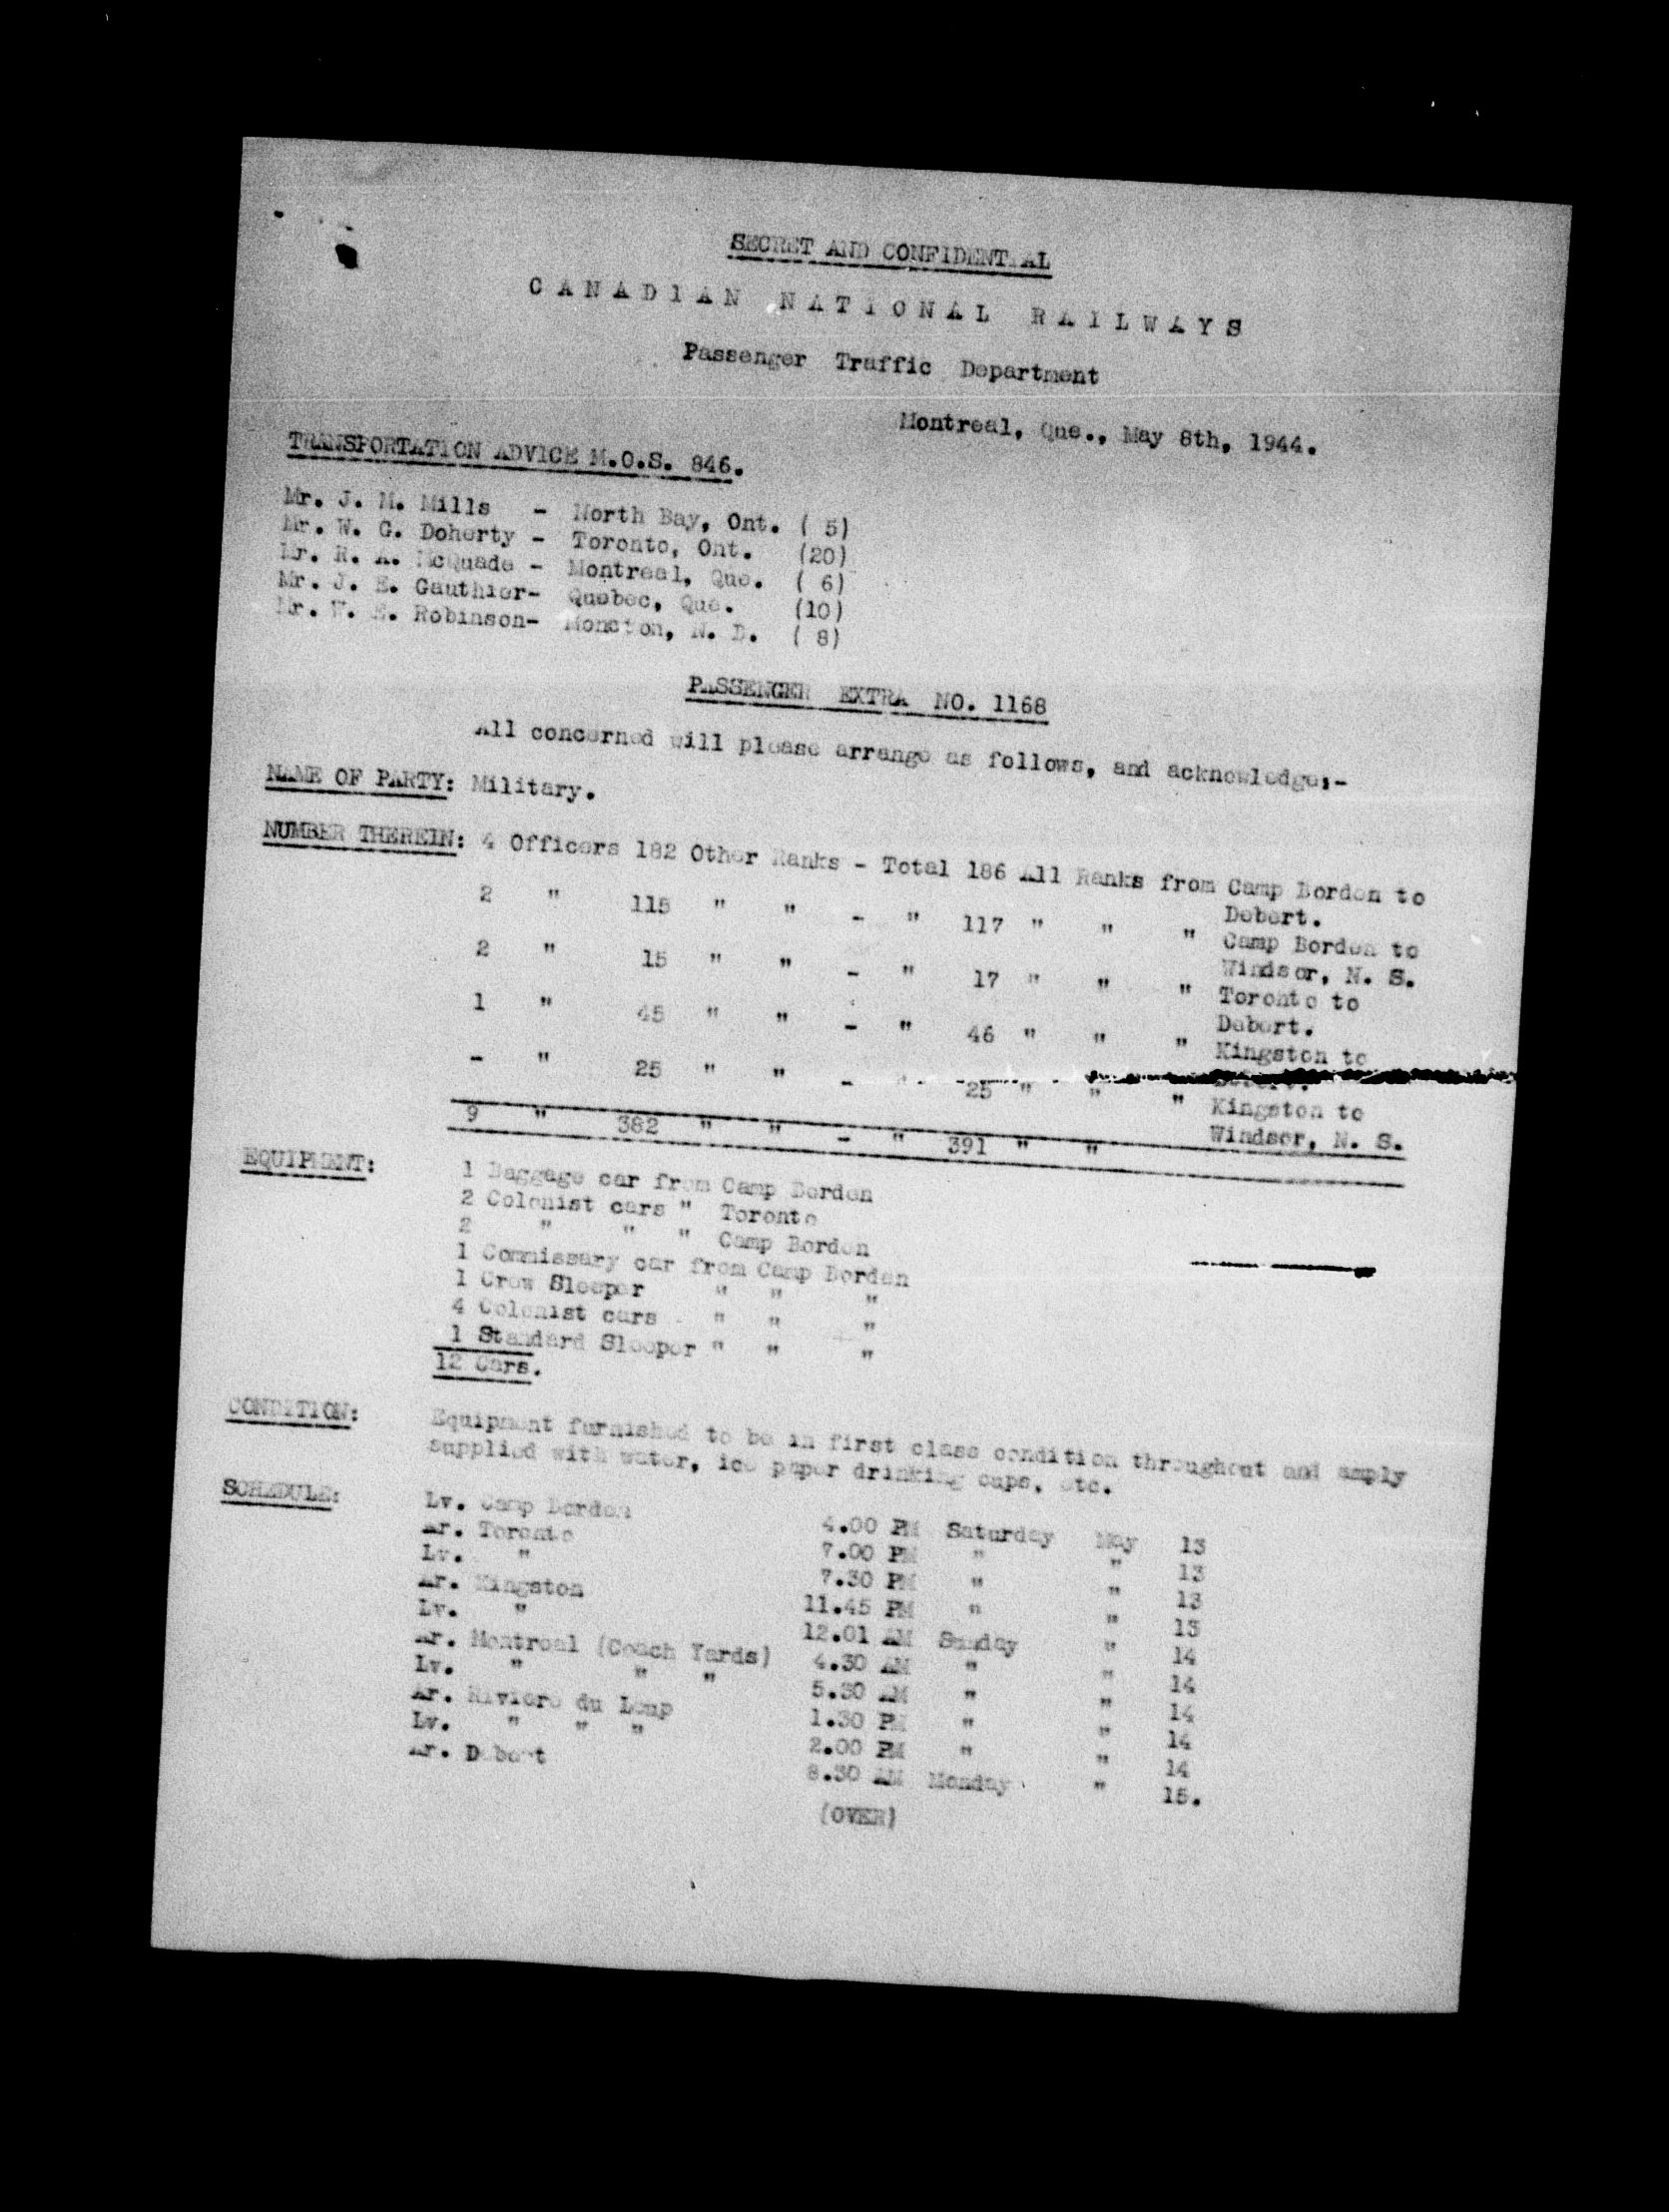 SECRET AND CONFIDENTIAL
CANADIAN NATIONAL RAILWAYS
Passenger Traffic Department
Montreal, Que., May 8th, 1944.
TRANSPORTATION ADVICE M.O.S. 846.
Mr. J. M. Mills - North Bay, Ont. ( 5)
Mr. W. G. Doherty - Toronto, Ont. (20)
Mr. R. A. McQuade - Montreal, Que. ( 6)
Mr. J. E. Gauthier- Quebec, Que. (10)
Mr. W. E. Robinson- Moncton, N. B. ( 8)
PASSENGER EXTRA NO. 1168
All concerned will please arrange as follows, and acknowledge:-
NAME OF PARTY: Military.
NUMBER THEREIN: 4 Officers 182 Other Ranks - Total 186 All Ranks from Camp Borden to
Debert.
2 " 115 " " - " 117 " " " Camp Borden to
Windsor, N. S.
2 " 15 " " - " 17 " " " Toronto to
Debert.
1 " 45 " " - " 46 " " " Kingston to
Debert.
- " 25 " " - " 25 " " " Kingston to
Windsor, N. S.
9 " 382 " " - " 391 " "
EQUIPMENT: 1 Baggage car from Camp Borden
2 Colonist cars " Toronto
2 " " " Camp Borden
1 Commissary car from Camp Borden
1 Crew Sleeper " " "
4 Colonist cars " " "
1 Standard Sleeper " " "
12 Cars.
CONDITION: Equipment furnished to be in first class condition throughout and amply
supplied with water, ice paper drinking cups, etc.
SCHEDULE: Lv. Camp Borden 4.00 PM Saturday May 13
Ar. Toronto 7.00 PM " " 13
Lv. " 7.30 PM " " 13
Ar. Kingston 11.45 PM " " 13
Lv. " 12.01 AM Sunday " 14
Ar. Montreal (Coach Yards) 4.30 AM " " 14
Lv. " " " 5.30 AM " " 14
Ar. Riviere du Loup 1.30 PM " " 14
Lv. " " " 2.00 PM " " 14
Ar. Debert 8.30 AM Monday " 15.
(OVER)